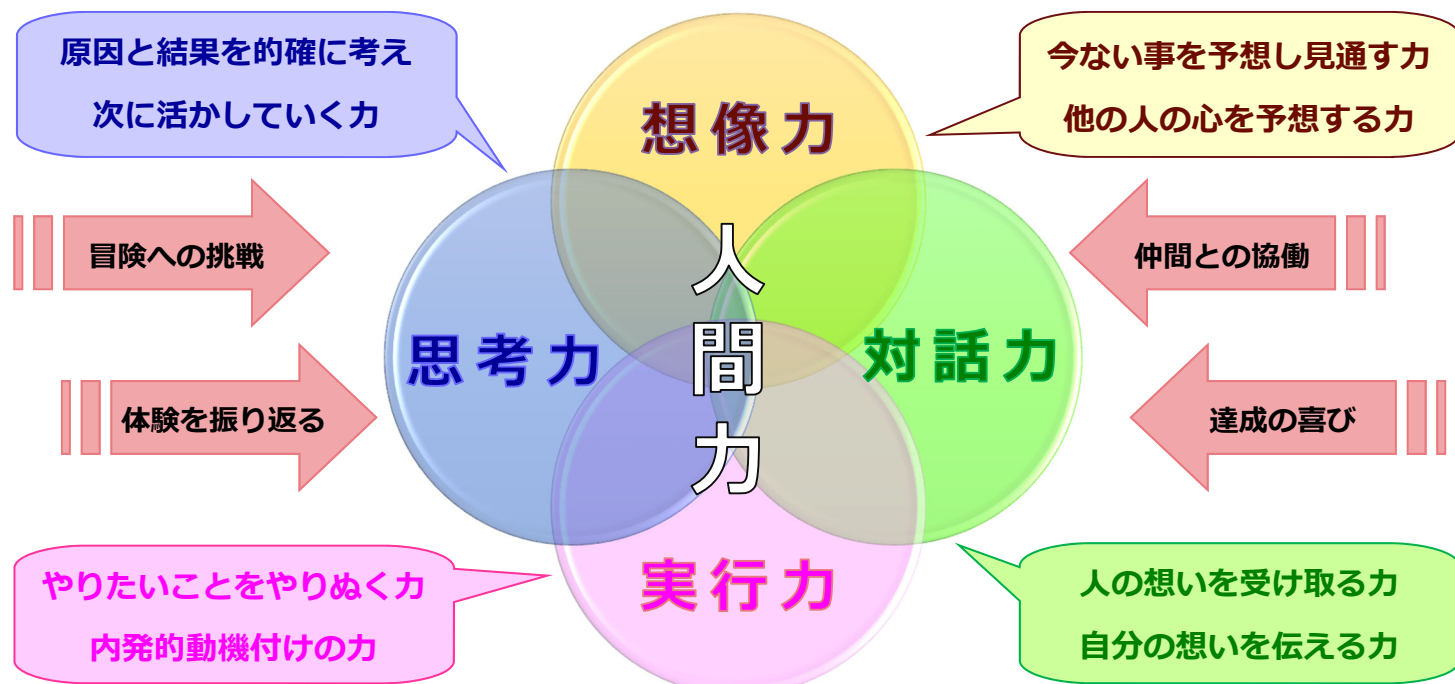 原因と結果を的確に考え
次に活かしていく力
今ない事を予想し見通す力
他の人の心を予想する力
想像力
冒険への挑戦
仲間との協働
人間力
思考力
対話力
体験を振り返る
達成の喜び
実行力
やりたいことをやりぬく力
内発的動機付けの力
人の想いを受け取る力
自分の想いを伝える力